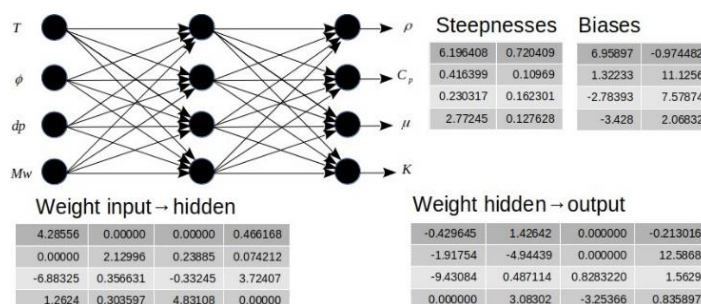 T
ϕ
dp
Mw
ρ
C p
μ
K
Steepnesses
6.196408 0.720409
0.416399 0.10969
0.230317 0.162301
2.77245 0.127628
Biases
6.95897 -0.974482
1.32233 11.1256
-2.78393 7.57874
-3.428 2.06832
Weight input→hidden
4.28556 0.00000 0.00000 0.466168
0.00000 2.12996 0.23885 0.074212
-6.88325 0.356631 -0.33245 3.72407
1.2624 0.303597 4.83108 0.00000
Weight hidden→output
-0.429645 1.42642 0.000000 -0.213016
-1.91754 -4.94439 0.000000 12.5868
-9.43084 0.487114 0.8283220 1.5629
0.000000 3.08302 -3.25366 0.835897